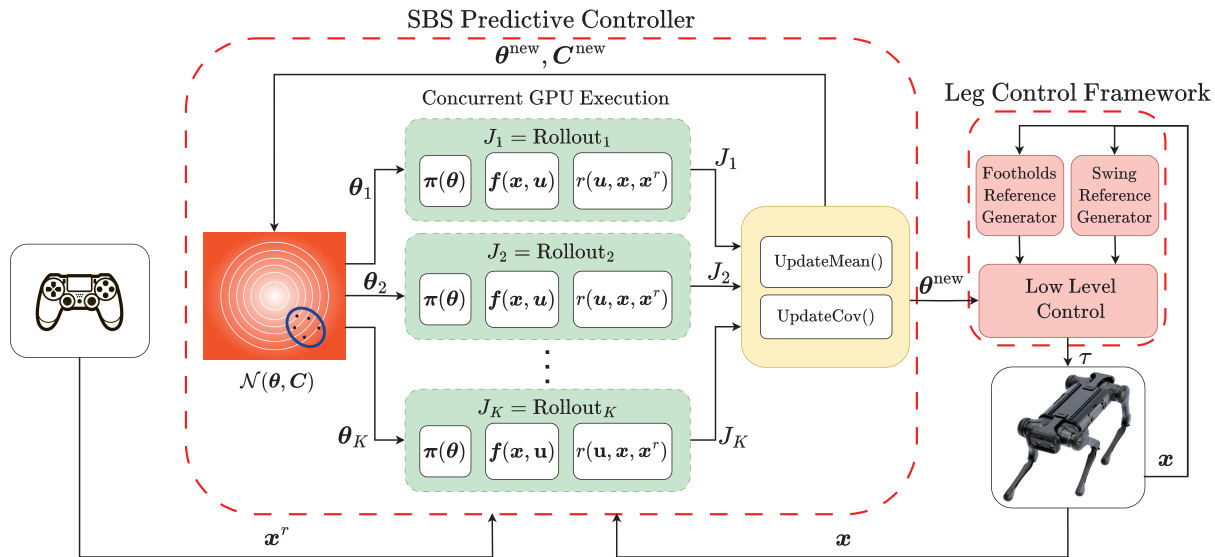 SBS Predictive Controller
θ^new, C^new
Concurrent GPU Execution
J_1 = Rollout_1
π(θ) f(x, u) r(u, x, x^r)
θ_1
J_1
J_2 = Rollout_2
π(θ) f(x, u) r(u, x, x^r)
θ_2
J_2
⋮
J_K = Rollout_K
π(θ) f(x, u) r(u, x, x^r)
θ_K
J_K
N(θ, C)
UpdateMean()
UpdateCov()
θ^new
Leg Control Framework
Footholds
Reference
Generator
Swing
Reference
Generator
Low Level
Control
τ
x
x^r
x